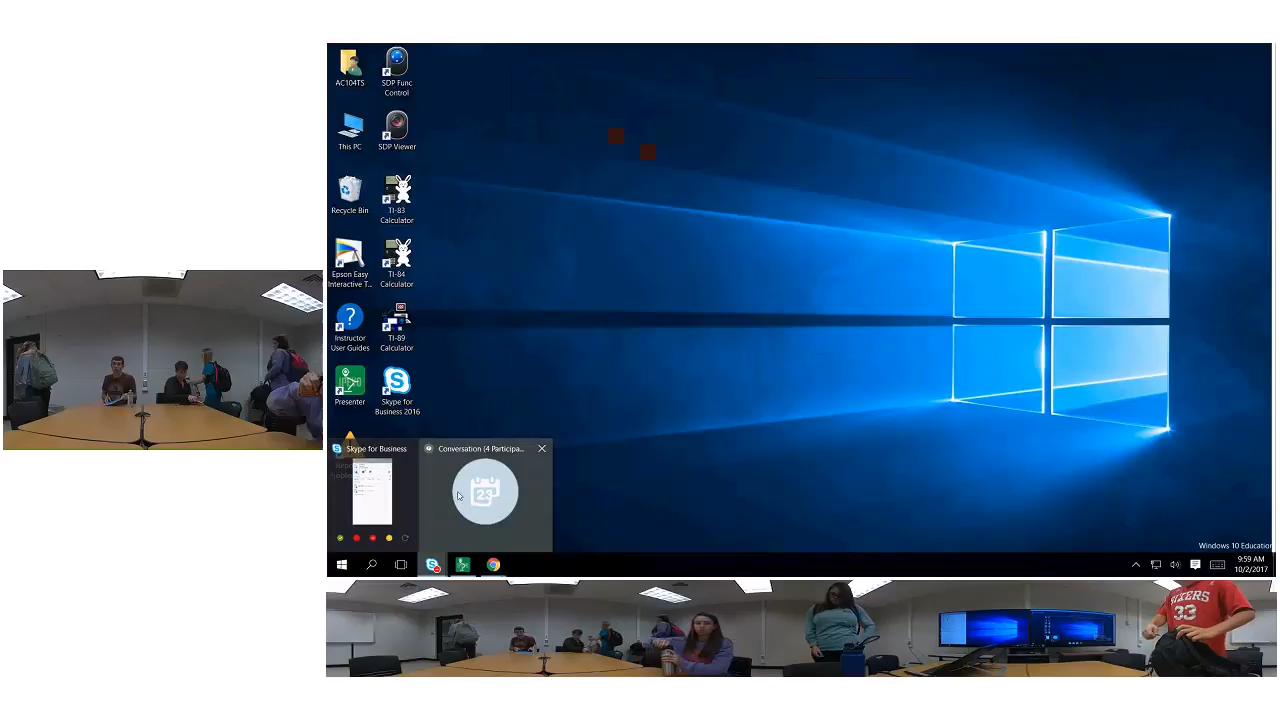 AC104TS
SDP Func
Control
This PC
SDP Viewer
Recycle Bin
TI-83
Calculator
Epson Easy
Interactive T...
TI-84
Calculator
Instructor
User Guides
TI-89
Calculator
Presenter
Skype for
Business 2016
Skype for Business
Conversation (4 Participa...
23
Windows 10 Education
9:59 AM
10/2/2017
SIXERS
33